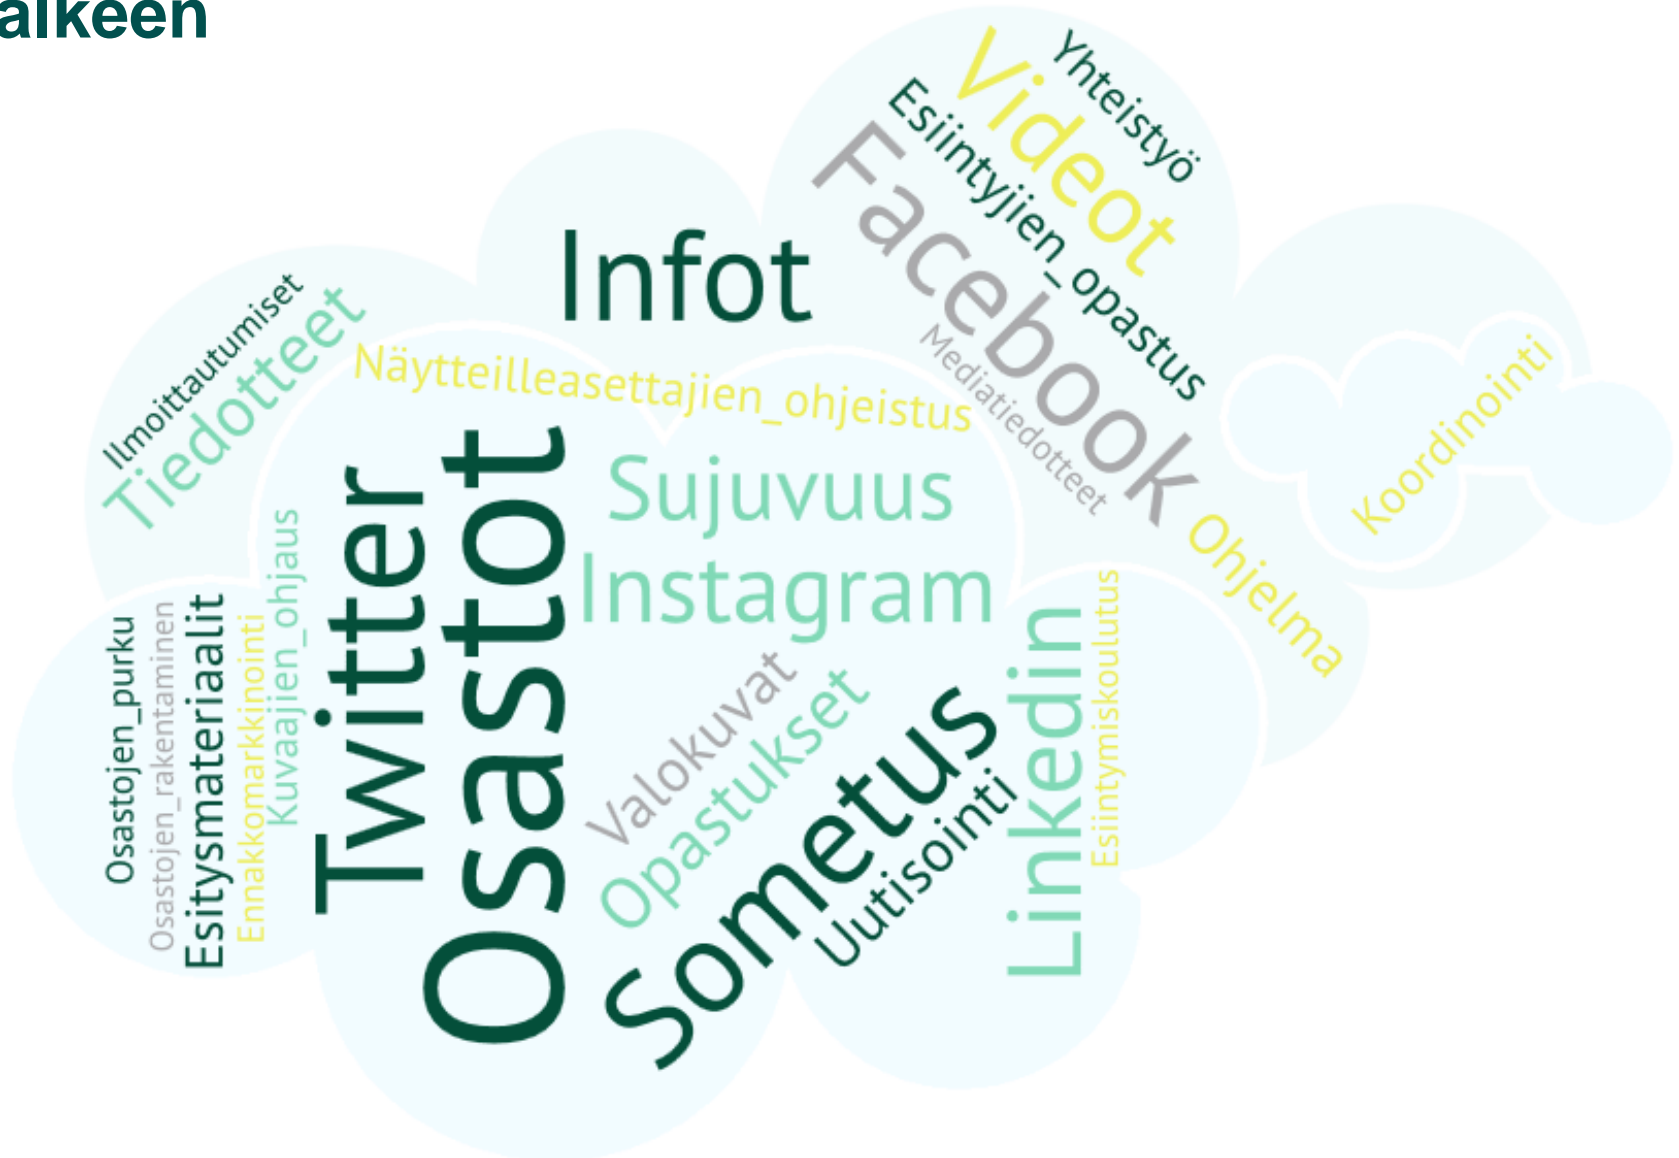 alkeen
Yhteistyö
Videot
Esiintyjien_opastus
Facebook
Mediatiedotteet
Infot
Ilmoittautumiset
Tiedotteet
Näytteilleasettajien_ohjeistus
Koordinointi
Ohjelma
Sujuvuus
Instagram
Twitter
Osastot
Osastojen_purku
Osastojen_rakentaminen
Esitysmateriaalit
Ennakkomarkkinointi
Kuvaajien_ohjaus
Valokuvat
Opastukset
Sometus
Uutisointi
Linkedin
Esiintymiskoulutus